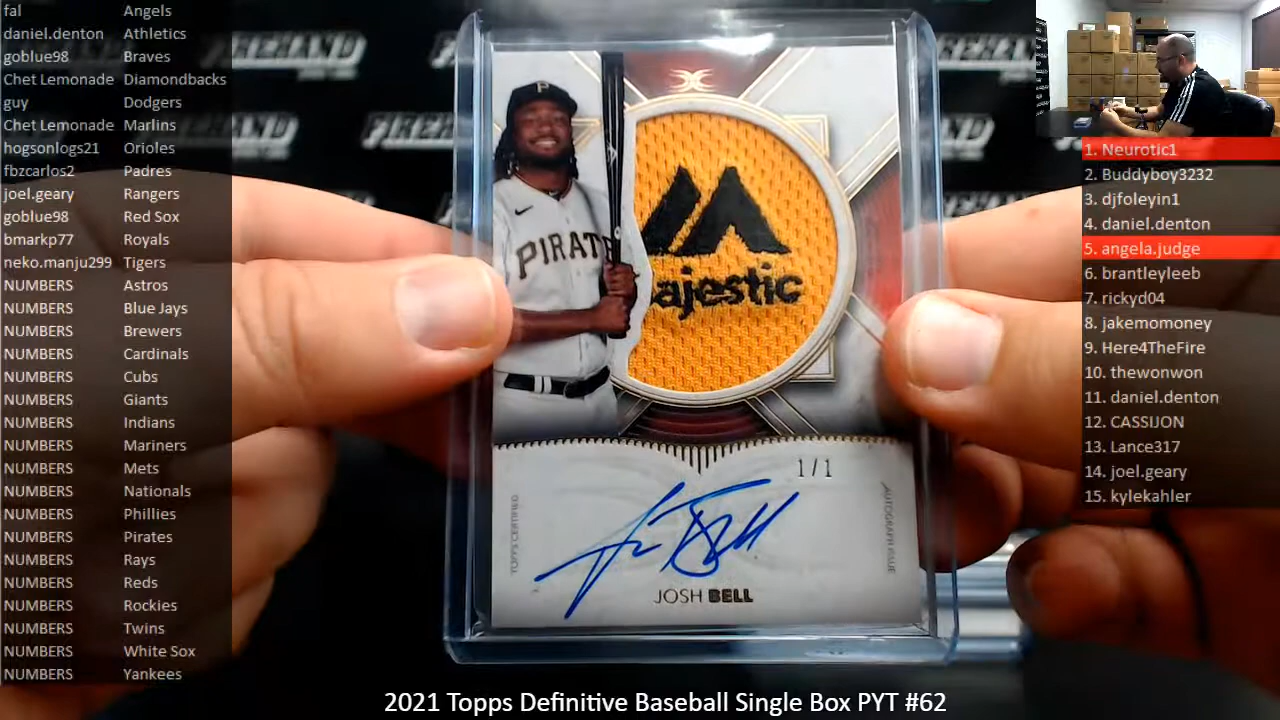 fal Angels
daniel.denton Athletics
goblue98 Braves
Chet Lemonade Diamondbacks
guy Dodgers
Chet Lemonade Marlins
hogsonlogs21 Orioles
fbzcarlos2 Padres
joel.geary Rangers
goblue98 Red Sox
bmarkp77 Royals
neko.manju299 Tigers
NUMBERS Astros
NUMBERS Blue Jays
NUMBERS Brewers
NUMBERS Cardinals
NUMBERS Cubs
NUMBERS Giants
NUMBERS Indians
NUMBERS Mariners
NUMBERS Mets
NUMBERS Nationals
NUMBERS Phillies
NUMBERS Pirates
NUMBERS Rays
NUMBERS Reds
NUMBERS Rockies
NUMBERS Twins
NUMBERS White Sox
NUMBERS Yankees
FIREHAND
P
PIRATE
ajestic
1/1
TOPPS CERTIFIED
AUTOGRAPH ISSUE
JOSH BELL
1. Neurotic1
2. Buddyboy3232
3. djfoleyin1
4. daniel.denton
5. angela.judge
6. brantleyleeb
7. rickyd04
8. jakemomoney
9. Here4TheFire
10. thewonwon
11. daniel.denton
12. CASSIJON
13. Lance317
14. joel.geary
15. kylekahler
2021 Topps Definitive Baseball Single Box PYT #62